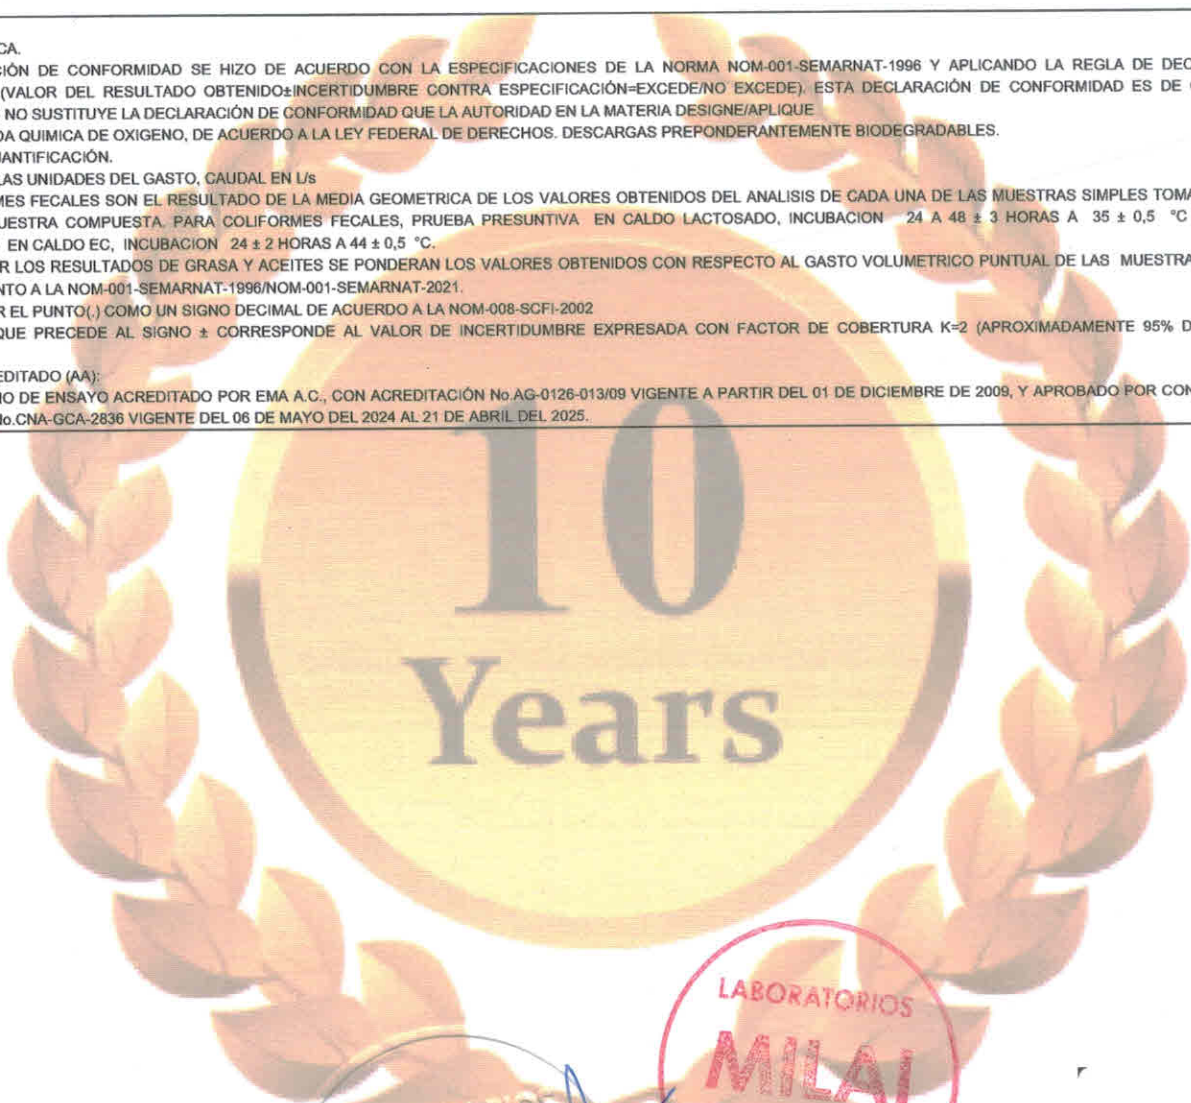 CA.
CIÓN DE CONFORMIDAD SE HIZO DE ACUERDO CON LA ESPECIFICACIONES DE LA NORMA NOM-001-SEMARNAT-1996 Y APLICANDO LA REGLA DE DEC
(VALOR DEL RESULTADO OBTENIDO±INCERTIDUMBRE CONTRA ESPECIFICACIÓN=EXCEDE/NO EXCEDE). ESTA DECLARACIÓN DE CONFORMIDAD ES DE
NO SUSTITUYE LA DECLARACIÓN DE CONFORMIDAD QUE LA AUTORIDAD EN LA MATERIA DESIGNE/APLIQUE
DA QUIMICA DE OXIGENO, DE ACUERDO A LA LEY FEDERAL DE DERECHOS. DESCARGAS PREPONDERANTEMENTE BIODEGRADABLES.
UANTIFICACIÓN.
LAS UNIDADES DEL GASTO, CAUDAL EN L/s
MES FECALES SON EL RESULTADO DE LA MEDIA GEOMETRICA DE LOS VALORES OBTENIDOS DEL ANALISIS DE CADA UNA DE LAS MUESTRAS SIMPLES TOMA
UESTRA COMPUESTA. PARA COLIFORMES FECALES, PRUEBA PRESUNTIVA EN CALDO LACTOSADO, INCUBACION 24 A 48 ± 3 HORAS A 35 ± 0,5 °C
EN CALDO EC, INCUBACION 24 ± 2 HORAS A 44 ± 0,5 °C.
R LOS RESULTADOS DE GRASA Y ACEITES SE PONDERAN LOS VALORES OBTENIDOS CON RESPECTO AL GASTO VOLUMETRICO PUNTUAL DE LAS MUESTRA
NTO A LA NOM-001-SEMARNAT-1996/NOM-001-SEMARNAT-2021.
R EL PUNTO(.) COMO UN SIGNO DECIMAL DE ACUERDO A LA NOM-008-SCFI-2002
QUE PRECEDE AL SIGNO ± CORRESPONDE AL VALOR DE INCERTIDUMBRE EXPRESADA CON FACTOR DE COBERTURA K=2 (APROXIMADAMENTE 95% D
EDITADO (AA):
IO DE ENSAYO ACREDITADO POR EMA A.C., CON ACREDITACIÓN No.AG-0126-013/09 VIGENTE A PARTIR DEL 01 DE DICIEMBRE DE 2009, Y APROBADO POR CON
No.CNA-GCA-2836 VIGENTE DEL 06 DE MAYO DEL 2024 AL 21 DE ABRIL DEL 2025.
10
Years
LABORATORIOS
MILAI